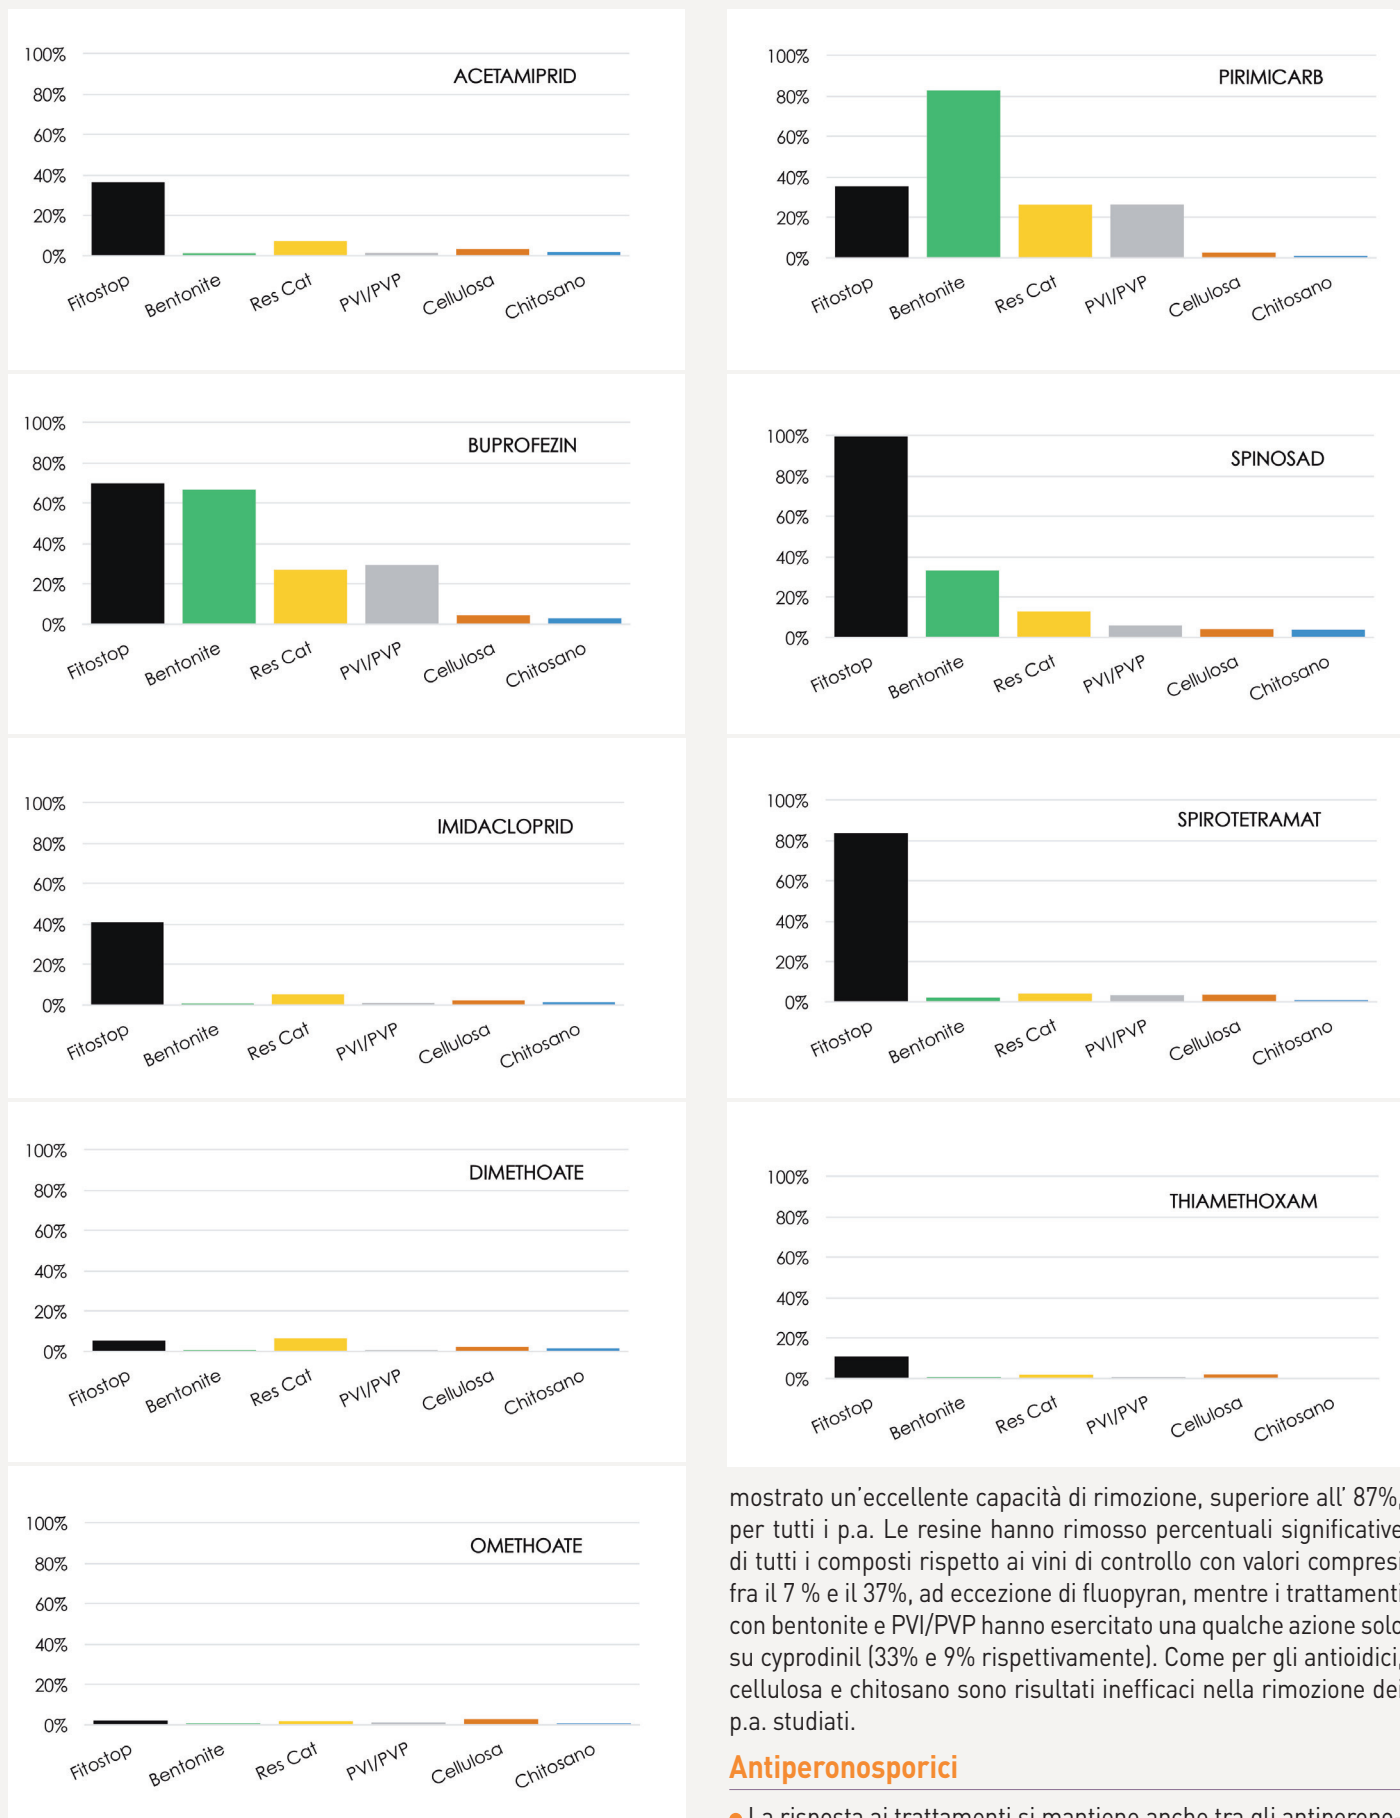 100%
ACETAMIPRID
80%
60%
40%
20%
0%
Fitostop Bentonite Res Cat PVI/PVP Cellulosa Chitosano
100%
BUPROFEZIN
80%
60%
40%
20%
0%
Fitostop Bentonite Res Cat PVI/PVP Cellulosa Chitosano
100%
IMIDACLOPRID
80%
60%
40%
20%
0%
Fitostop Bentonite Res Cat PVI/PVP Cellulosa Chitosano
100%
DIMETHOATE
80%
60%
40%
20%
0%
Fitostop Bentonite Res Cat PVI/PVP Cellulosa Chitosano
100%
OMETHOATE
80%
60%
40%
20%
0%
Fitostop Bentonite Res Cat PVI/PVP Cellulosa Chitosano
100%
PIRIMICARB
80%
60%
40%
20%
0%
Fitostop Bentonite Res Cat PVI/PVP Cellulosa Chitosano
100%
SPINOSAD
80%
60%
40%
20%
0%
Fitostop Bentonite Res Cat PVI/PVP Cellulosa Chitosano
100%
SPIROTETRAMAT
80%
60%
40%
20%
0%
Fitostop Bentonite Res Cat PVI/PVP Cellulosa Chitosano
100%
THIAMETHOXAM
80%
60%
40%
20%
0%
Fitostop Bentonite Res Cat PVI/PVP Cellulosa Chitosano
mostrato un'eccellente capacità di rimozione, superiore all' 87%,
per tutti i p.a. Le resine hanno rimosso percentuali significative
di tutti i composti rispetto ai vini di controllo con valori compresi
fra il 7 % e il 37%, ad eccezione di fluopyran, mentre i trattamenti
con bentonite e PVI/PVP hanno esercitato una qualche azione solo
su cyprodinil (33% e 9% rispettivamente). Come per gli antioidici,
cellulosa e chitosano sono risultati inefficaci nella rimozione dei
p.a. studiati.
Antiperonosporici
● La risposta ai trattamenti si mantiene anche tra gli antiperono